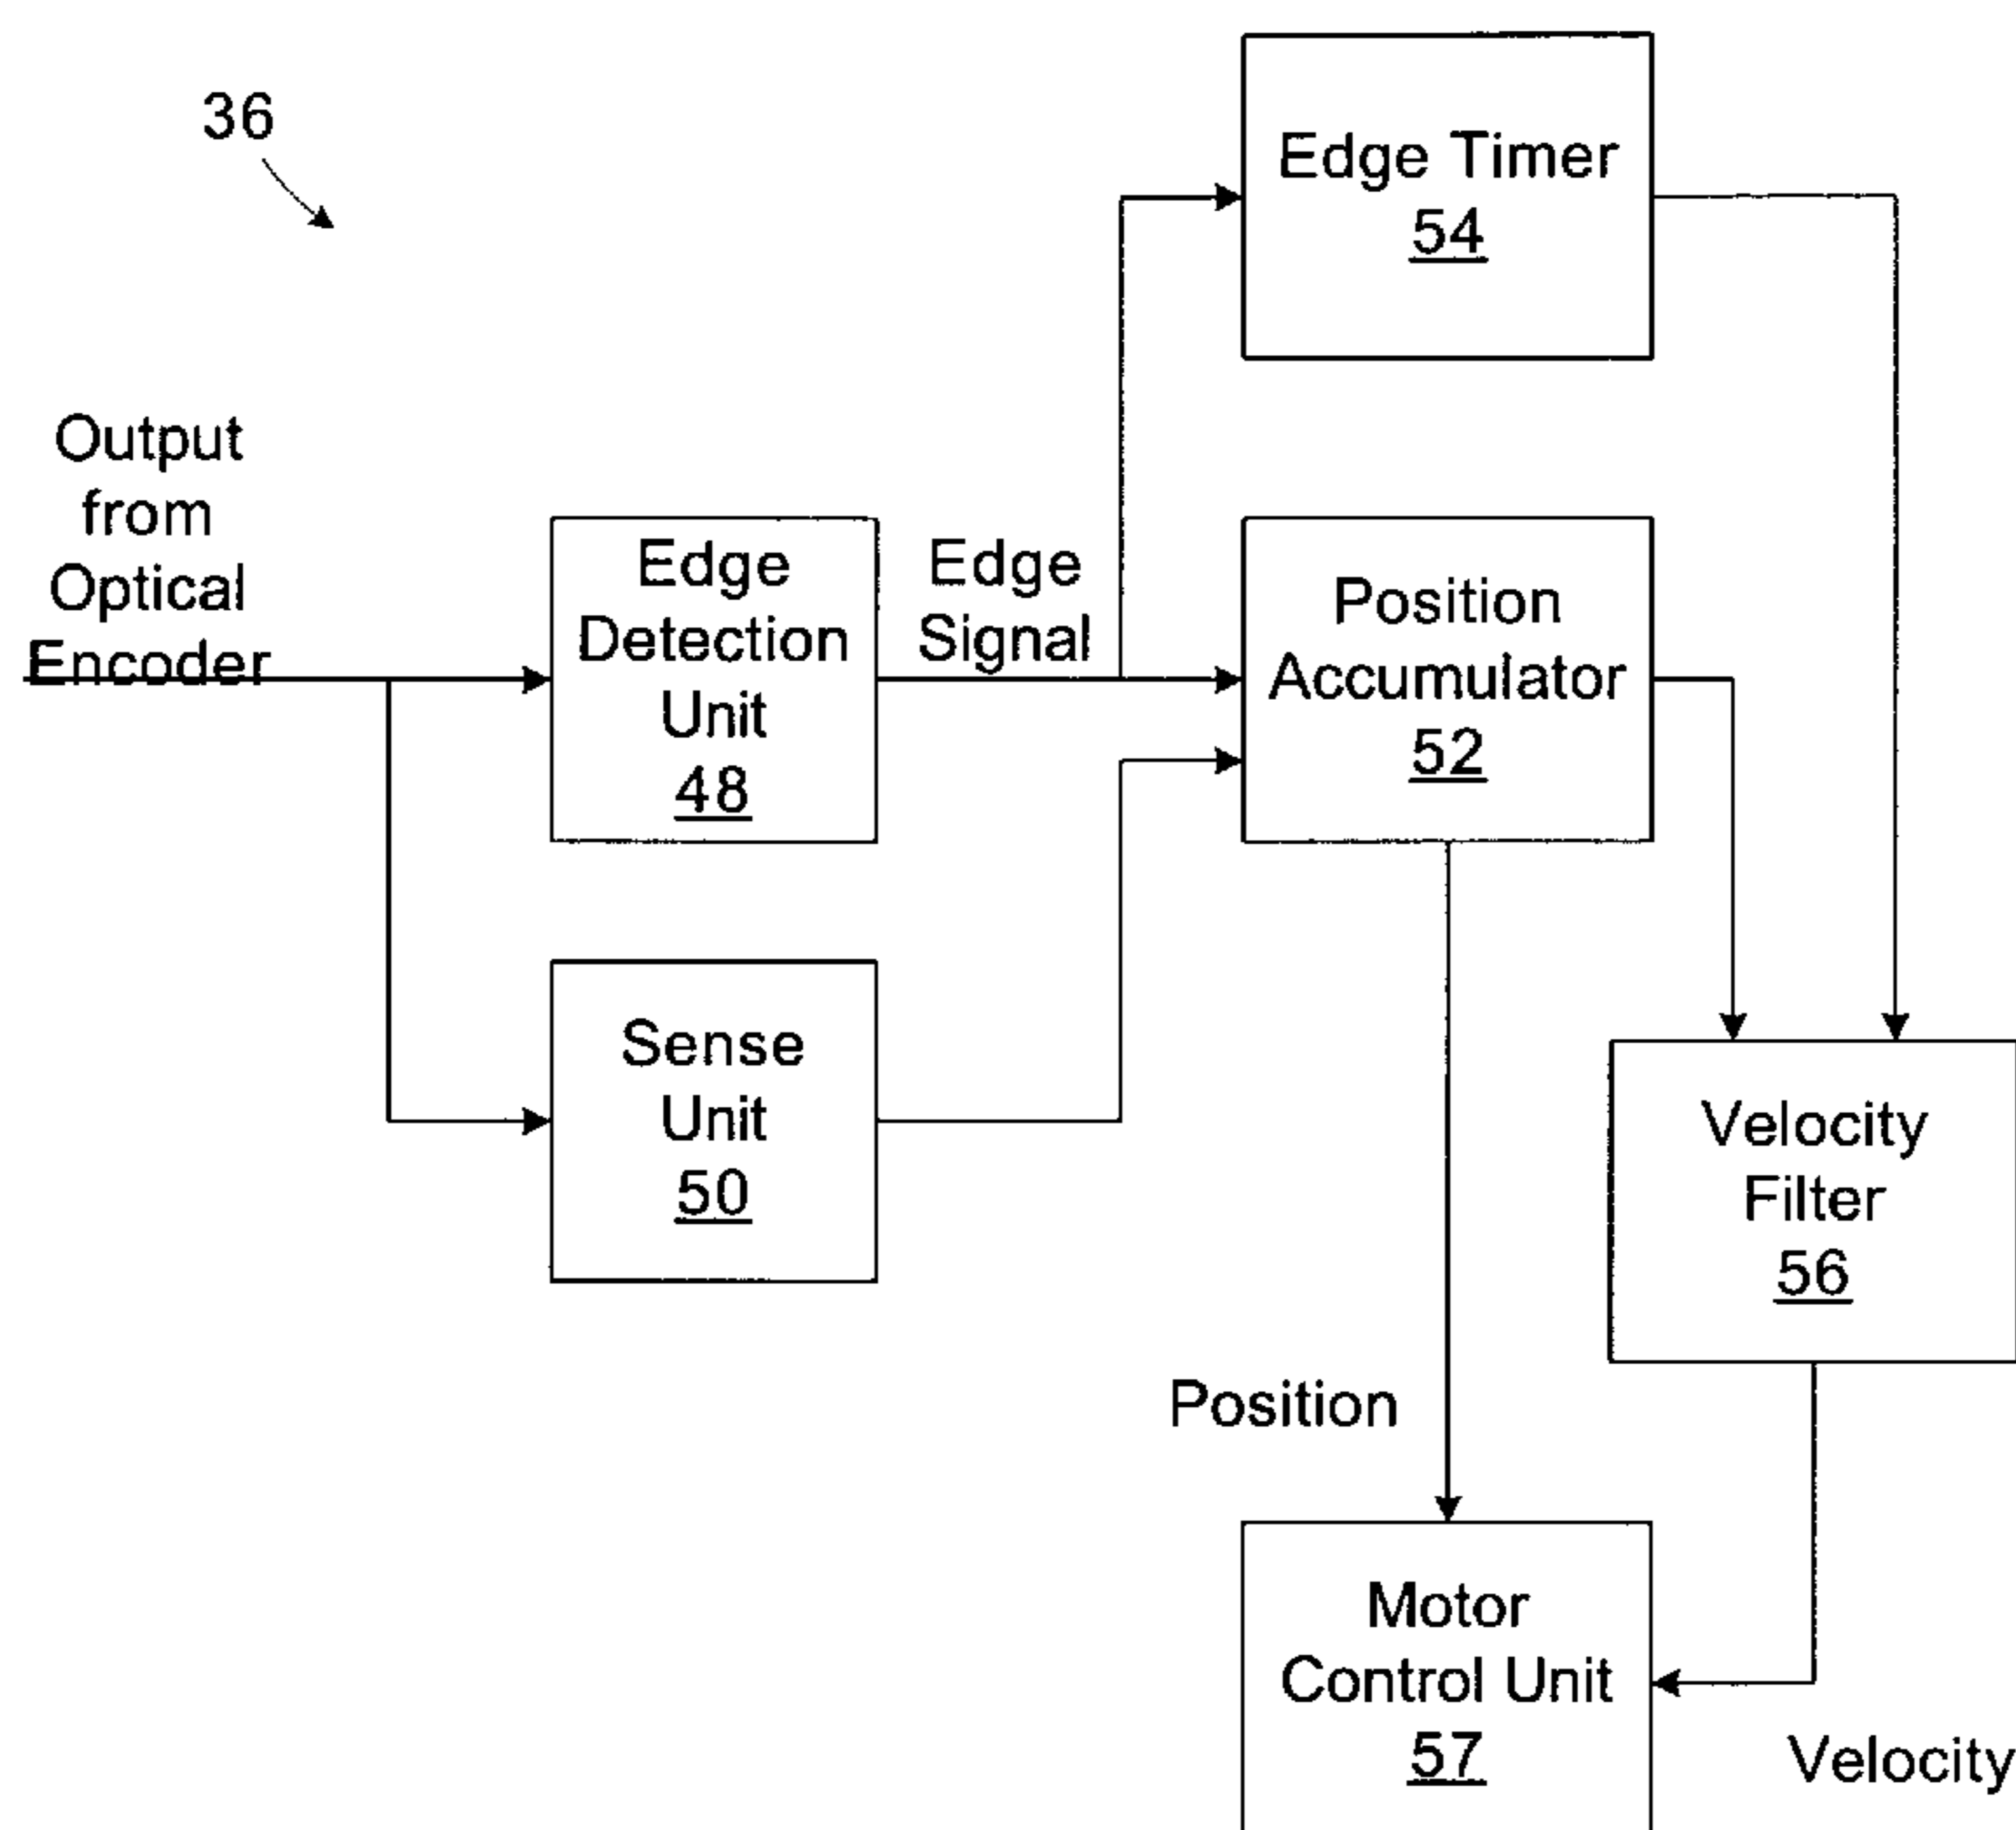 36
Edge Timer
54
Output
from
Optical
Encoder
Edge
Detection
Unit
48
Edge
Signal
Position
Accumulator
52
Sense
Unit
50
Velocity
Filter
56
Position
Motor
Control Unit
57
Velocity